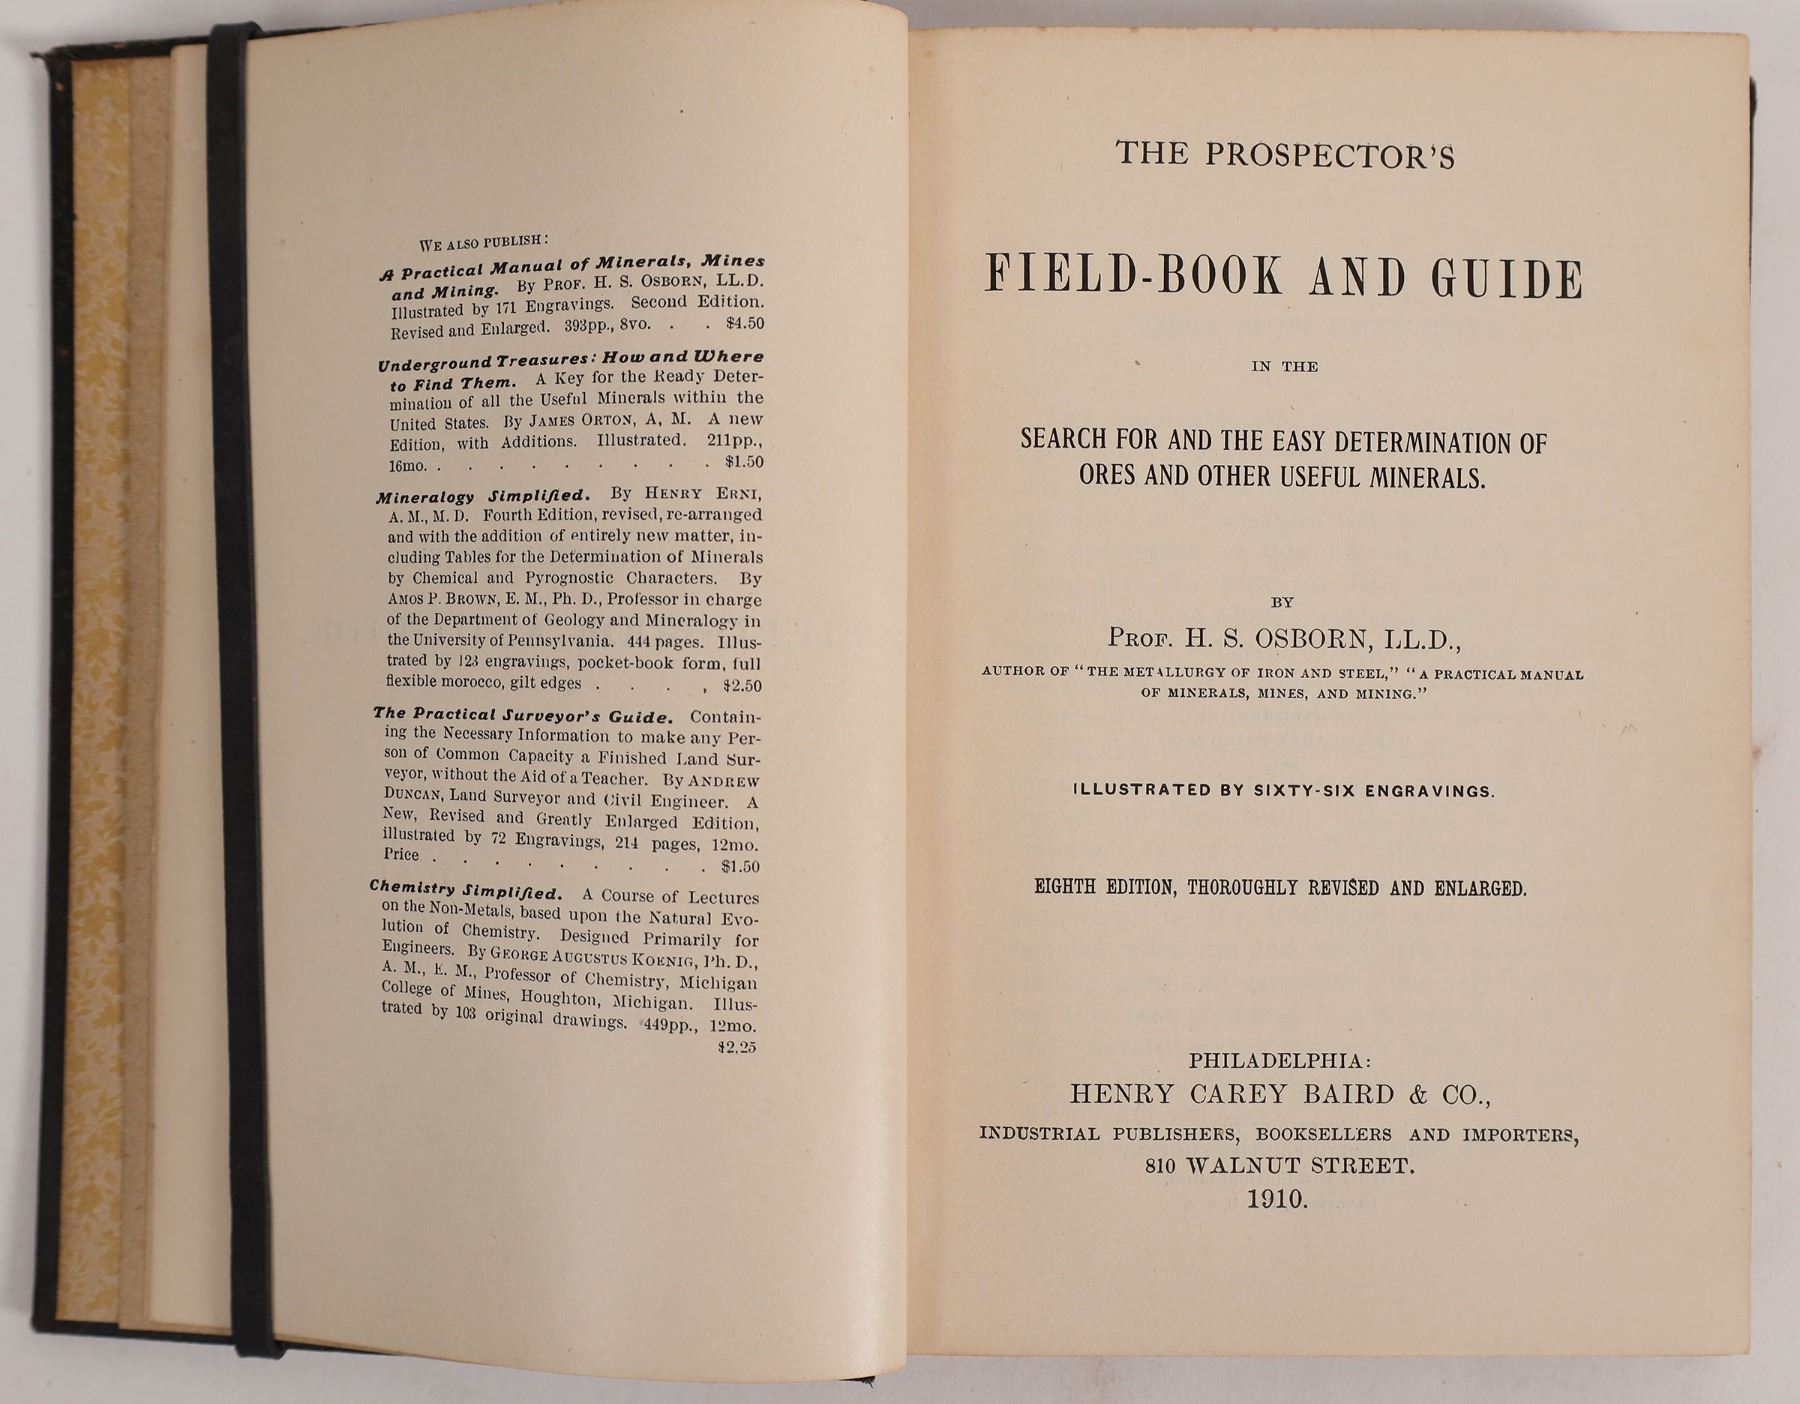 WE ALSO PUBLISH:
A Practical Manual of Minerals, Mines
and Mining. By PROF. H. S. OSBORN, LL.D.
Illustrated by 171 Engravings. Second Edition.
Revised and Enlarged. 393pp., 8vo. . . $4.50
Underground Treasures: How and Where
to Find Them. A Key for the Ready Deter-
mination of all the Useful Minerals within the
United States. By JAMES ORTON, A, M. A new
Edition, with Additions. Illustrated. 211pp.,
16mo. . . . . . . . . . $1.50
Mineralogy Simplified. By HENRY ERNI,
A. M., M. D. Fourth Edition, revised, re-arranged
and with the addition of entirely new matter, in-
cluding Tables for the Determination of Minerals
by Chemical and Pyrognostic Characters. By
AMOS P. BROWN, E. M., Ph. D., Professor in charge
of the Department of Geology and Mineralogy in
the University of Pennsylvania. 444 pages. Illus-
trated by 123 engravings, pocket-book form, full
flexible morocco, gilt edges . . . , $2.50
The Practical Surveyor's Guide. Contain-
ing the Necessary Information to make any Per-
son of Common Capacity a Finished Land Sur-
veyor, without the Aid of a Teacher. By ANDREW
DUNCAN, Land Surveyor and Civil Engineer. A
New, Revised and Greatly Enlarged Edition,
illustrated by 72 Engravings, 214 pages, 12mo.
Price . . . . . . . . . $1.50
Chemistry Simplified. A Course of Lectures
on the Non-Metals, based upon the Natural Evo-
lution of Chemistry. Designed Primarily for
Engineers. By GEORGE AUGUSTUS KOENIG, Ph. D.,
A. M., E. M., Professor of Chemistry, Michigan
College of Mines, Houghton, Michigan. Illus-
trated by 103 original drawings. 449pp., 12mo.
$2.25
THE PROSPECTOR'S
FIELD-BOOK AND GUIDE
IN THE
SEARCH FOR AND THE EASY DETERMINATION OF
ORES AND OTHER USEFUL MINERALS.
BY
PROF. H. S. OSBORN, LL.D.,
AUTHOR OF "THE METALLURGY OF IRON AND STEEL," "A PRACTICAL MANUAL
OF MINERALS, MINES, AND MINING."
ILLUSTRATED BY SIXTY-SIX ENGRAVINGS.
EIGHTH EDITION, THOROUGHLY REVISED AND ENLARGED.
PHILADELPHIA:
HENRY CAREY BAIRD & CO.,
INDUSTRIAL PUBLISHERS, BOOKSELLERS AND IMPORTERS,
810 WALNUT STREET.
1910.